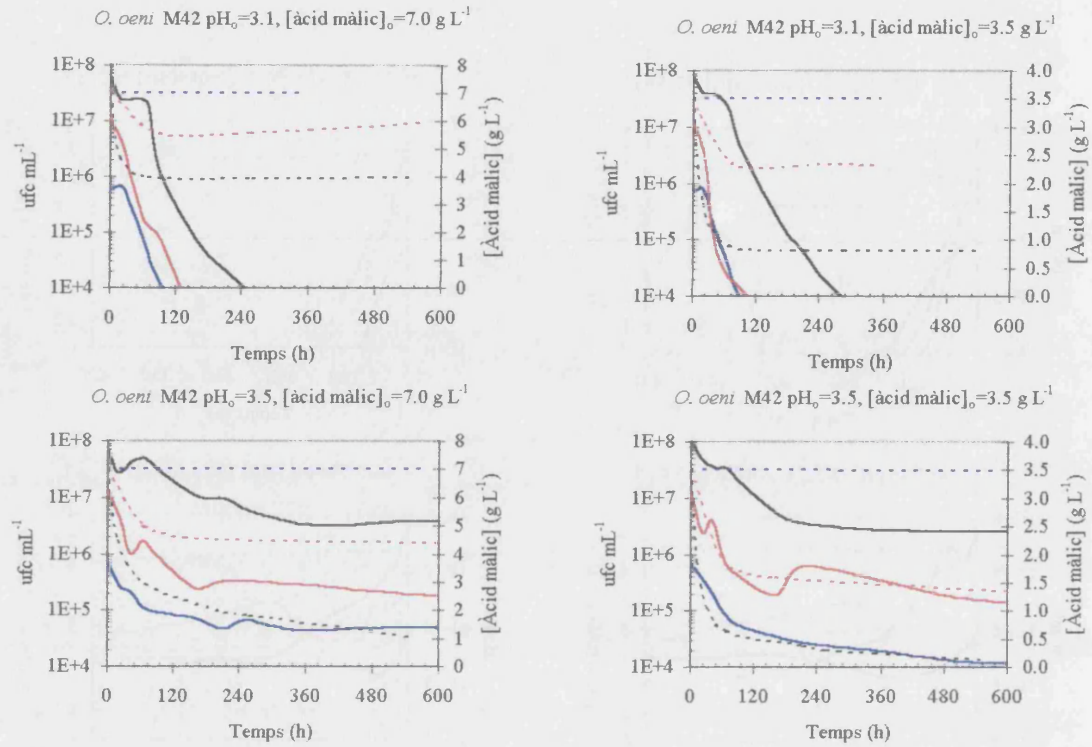 O. oeni M42 pHₒ=3.1, [àcid màlic]ₒ=7.0 g L⁻¹
1E+8
1E+7
1E+6
1E+5
1E+4
ufc mL⁻¹
8
7
6
5
4
3
2
1
0
[Àcid màlic] (g L⁻¹)
0 120 240 360 480 600
Temps (h)
O. oeni M42 pHₒ=3.1, [àcid màlic]ₒ=3.5 g L⁻¹
1E+8
1E+7
1E+6
1E+5
1E+4
ufc mL⁻¹
4.0
3.5
3.0
2.5
2.0
1.5
1.0
0.5
0.0
[Àcid màlic] (g L⁻¹)
0 120 240 360 480 600
Temps (h)
O. oeni M42 pHₒ=3.5, [àcid màlic]ₒ=7.0 g L⁻¹
1E+8
1E+7
1E+6
1E+5
1E+4
ufc mL⁻¹
8
7
6
5
4
3
2
1
0
[Àcid màlic] (g L⁻¹)
0 120 240 360 480 600
Temps (h)
O. oeni M42 pHₒ=3.5, [àcid màlic]ₒ=3.5 g L⁻¹
1E+8
1E+7
1E+6
1E+5
1E+4
ufc mL⁻¹
4.0
3.5
3.0
2.5
2.0
1.5
1.0
0.5
0.0
[Àcid màlic] (g L⁻¹)
0 120 240 360 480 600
Temps (h)